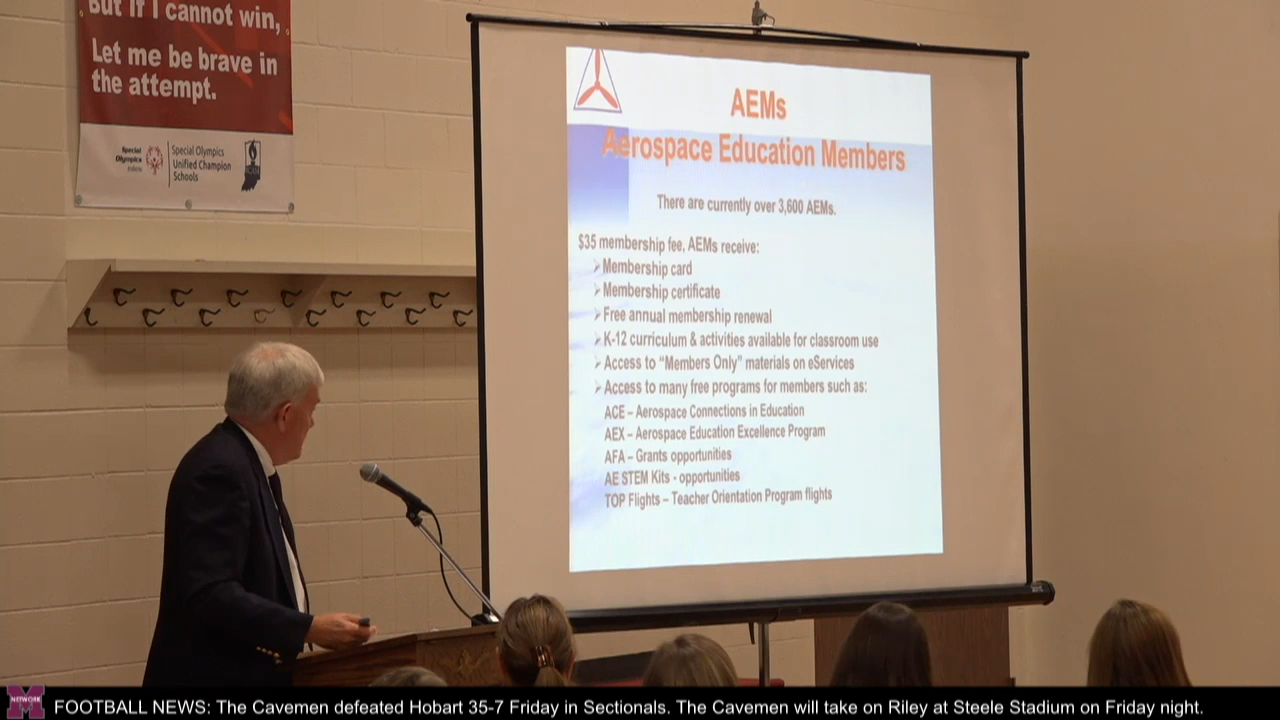 But if I cannot win,
Let me be brave in
the attempt.
Special
Olympics
Indiana
Special Olympics
Unified Champion
Schools
AEMs
Aerospace Education Members
There are currently over 3,600 AEMs.
$35 membership fee, AEMs receive:
Membership card
Membership certificate
Free annual membership renewal
K-12 curriculum & activities available for classroom use
Access to “Members Only” materials on eServices
Access to many free programs for members such as:
ACE – Aerospace Connections in Education
AEX – Aerospace Education Excellence Program
AFA – Grants opportunities
AE STEM Kits - opportunities
TOP Flights – Teacher Orientation Program flights
M
NETWORK
FOOTBALL NEWS: The Cavemen defeated Hobart 35-7 Friday in Sectionals. The Cavemen will take on Riley at Steele Stadium on Friday night.